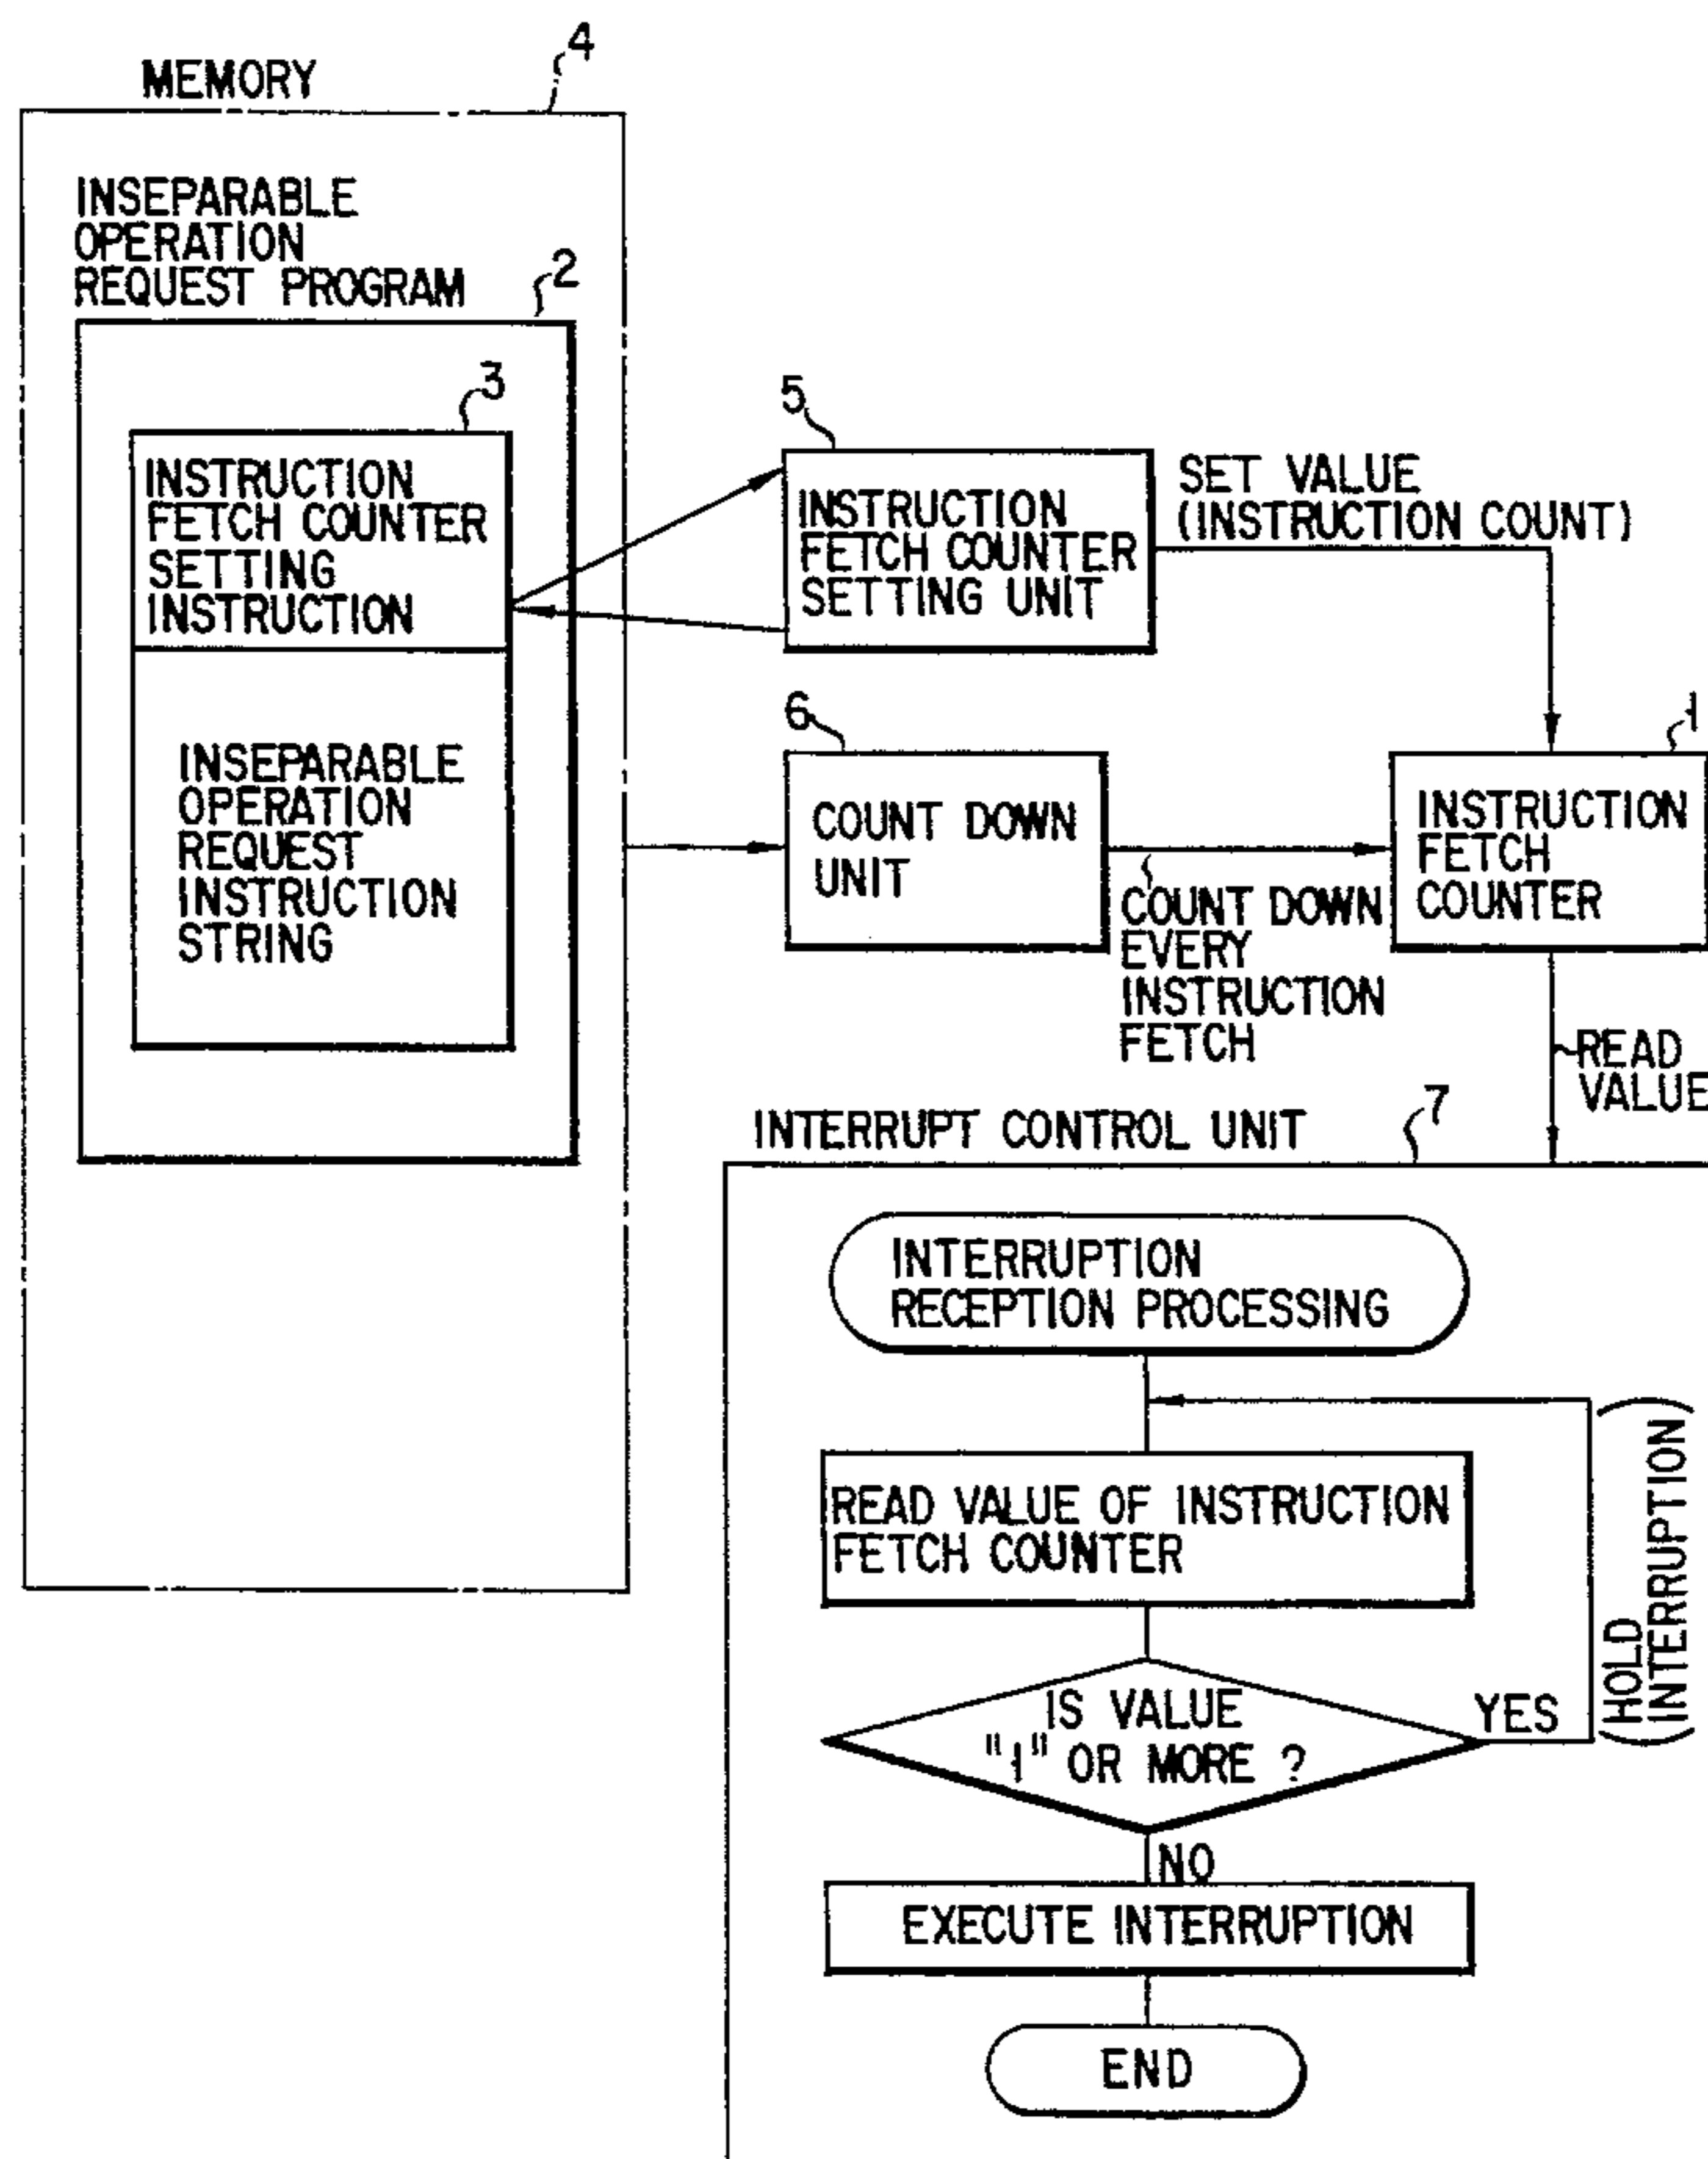 4
MEMORY
INSEPARABLE
OPERATION
REQUEST PROGRAM
2
3
INSTRUCTION
FETCH COUNTER
SETTING
INSTRUCTION
INSEPARABLE
OPERATION
REQUEST
INSTRUCTION
STRING
5
INSTRUCTION
FETCH COUNTER
SETTING UNIT
SET VALUE
(INSTRUCTION COUNT)
6
COUNT DOWN
UNIT
COUNT DOWN
EVERY
INSTRUCTION
FETCH
1
INSTRUCTION
FETCH
COUNTER
READ
VALUE
INTERRUPT CONTROL UNIT
7
INTERRUPTION
RECEPTION PROCESSING
READ VALUE OF INSTRUCTION
FETCH COUNTER
IS VALUE
"1" OR MORE ?
YES
(HOLD
INTERRUPTION)
NO
EXECUTE INTERRUPTION
END